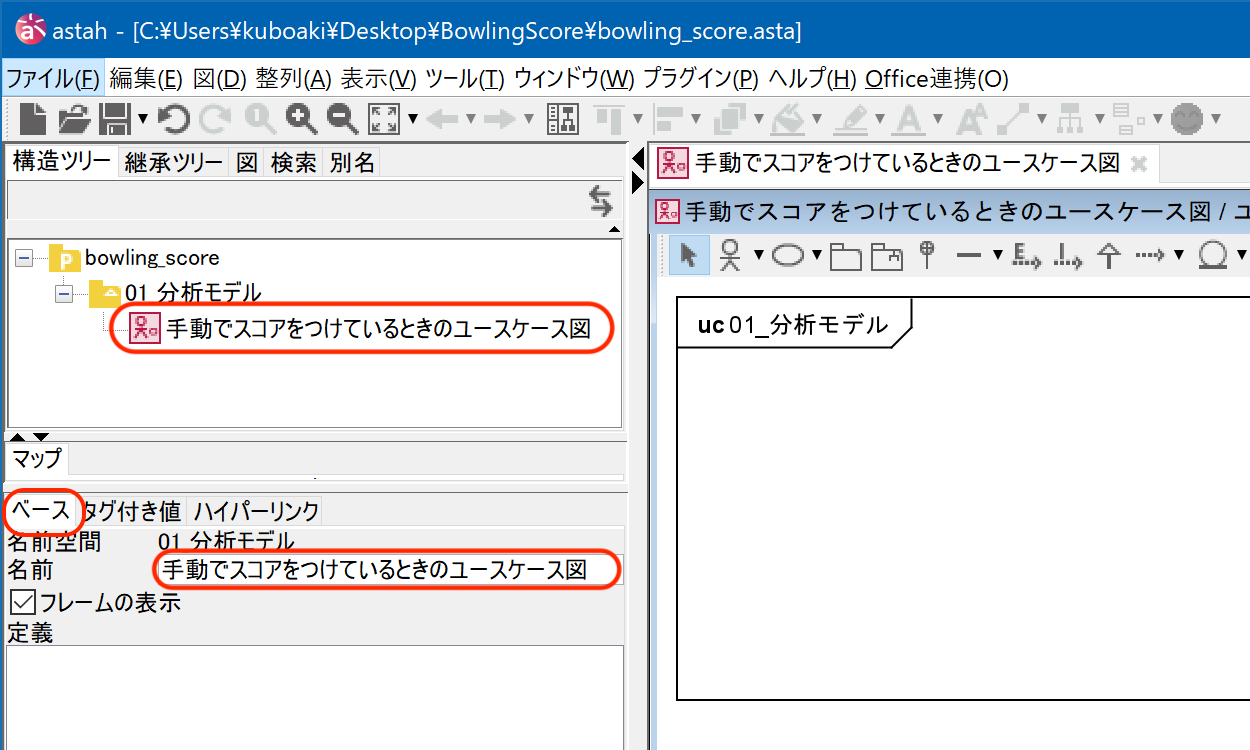 astah - [C:¥Users¥kuboaki¥Desktop¥BowlingScore¥bowling_score.asta]
ファイル(F) 編集(E) 図(D) 整列(A) 表示(V) ツール(T) ウィンドウ(W) プラグイン(P) ヘルプ(H) Office連携(O)
構造ツリー 継承ツリー 図 検索 別名
手動でスコアをつけているときのユースケース図
手動でスコアをつけているときのユースケース図 / ユ
bowling_score
01_分析モデル
手動でスコアをつけているときのユースケース図
uc 01_分析モデル
マップ
ベース タグ付き値 ハイパーリンク
名前空間 01_分析モデル
名前 手動でスコアをつけているときのユースケース図
フレームの表示
定義